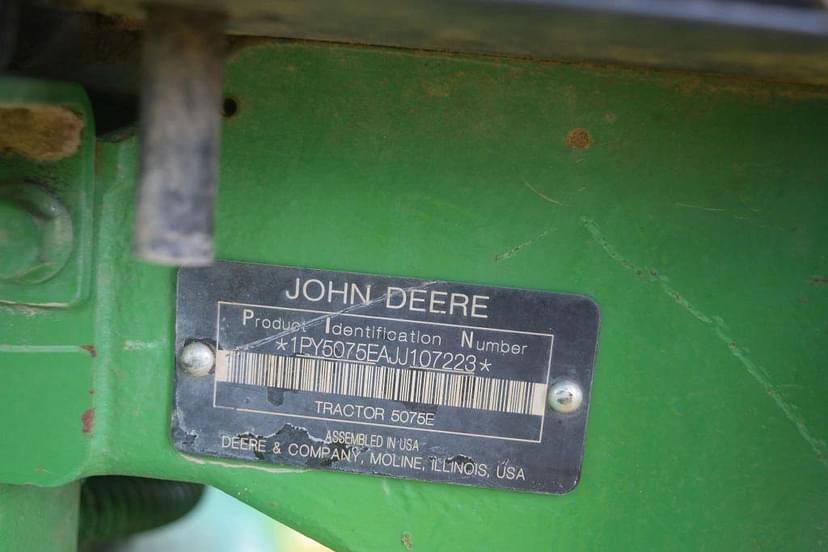 JOHN DEERE
Product Identification Number
*1PY5075EAJJ107223*
TRACTOR 5075E
ASSEMBLED IN USA
DEERE & COMPANY, MOLINE, ILLINOIS, USA